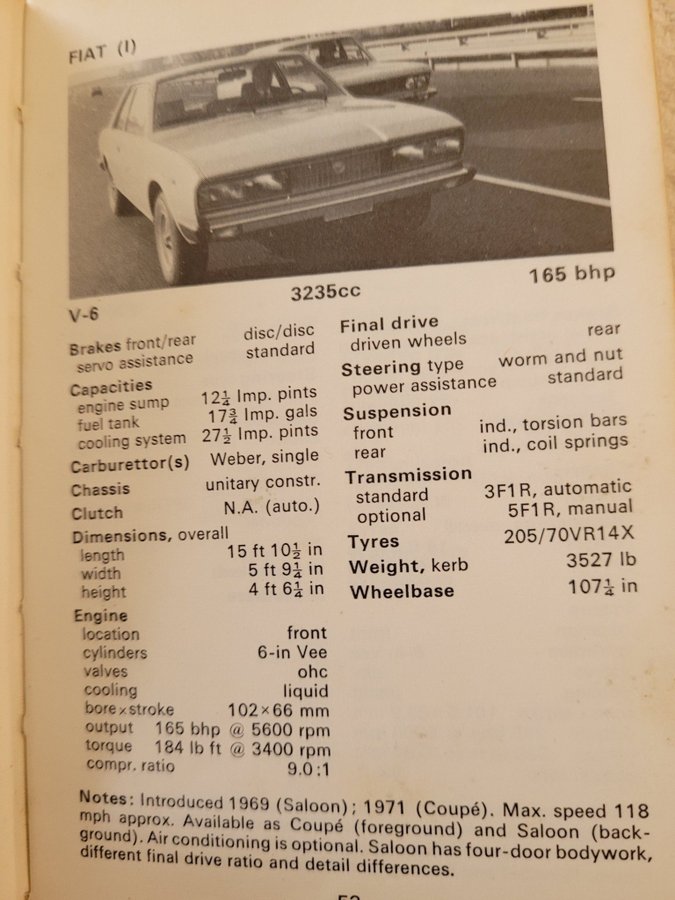 FIAT (I)
V-6 3235cc 165 bhp
Brakes front/rear disc/disc
servo assistance standard
Capacities
engine sump 12¼ Imp. pints
fuel tank 17¾ Imp. gals
cooling system 27½ Imp. pints
Carburettor(s) Weber, single
Chassis unitary constr.
Clutch N.A. (auto.)
Dimensions, overall
length 15 ft 10½ in
width 5 ft 9¼ in
height 4 ft 6¼ in
Engine
location front
cylinders 6-in Vee
valves ohc
cooling liquid
bore×stroke 102×66 mm
output 165 bhp @ 5600 rpm
torque 184 lb ft @ 3400 rpm
compr. ratio 9.0:1
Final drive
driven wheels rear
Steering type worm and nut
power assistance standard
Suspension
front ind., torsion bars
rear ind., coil springs
Transmission
standard 3F1R, automatic
optional 5F1R, manual
Tyres 205/70VR14X
Weight, kerb 3527 lb
Wheelbase 107¼ in
Notes: Introduced 1969 (Saloon); 1971 (Coupé). Max. speed 118
mph approx. Available as Coupé (foreground) and Saloon (back-
ground). Air conditioning is optional. Saloon has four-door bodywork,
different final drive ratio and detail differences.